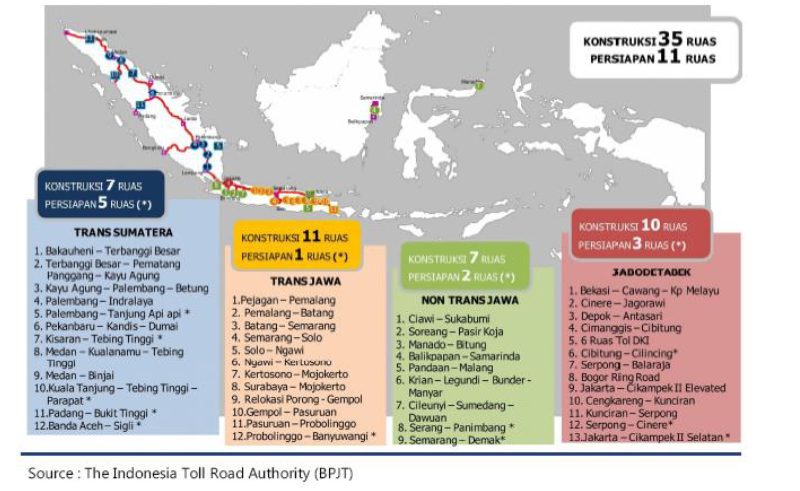 KONSTRUKSI 35 RUAS
PERSIAPAN 11 RUAS
Medan
Manado
Samarinda
Balikpapan
Padang
Bengkulu
KONSTRUKSI 7 RUAS
PERSIAPAN 5 RUAS (*)
TRANS SUMATERA
1. Bakauheni – Terbanggi Besar
2. Terbanggi Besar – Pematang
Panggang – Kayu Agung
3. Kayu Agung – Palembang – Betung
4. Palembang – Indralaya
5. Palembang – Tanjung Api api *
6. Pekanbaru – Kandis – Dumai
7. Kisaran – Tebing Tinggi *
8. Medan – Kualanamu – Tebing
Tinggi
9. Medan – Binjai
10.Kuala Tanjung – Tebing Tinggi –
Parapat *
11.Padang – Bukit Tinggi *
12.Banda Aceh – Sigli *
KONSTRUKSI 11 RUAS
PERSIAPAN 1 RUAS (*)
TRANS JAWA
1.Pejagan – Pemalang
2. Pemalang – Batang
3. Batang – Semarang
4. Semarang – Solo
5. Solo – Ngawi
6. Ngawi – Kertosono
7. Kertosono – Mojokerto
8. Surabaya – Mojokerto
9. Relokasi Porong - Gempol
10.Gempol – Pasuruan
11.Pasuruan – Probolinggo
12.Probolinggo – Banyuwangi *
KONSTRUKSI 7 RUAS
PERSIAPAN 2 RUAS (*)
NON TRANS JAWA
1. Ciawi – Sukabumi
2. Soreang – Pasir Koja
3. Manado – Bitung
4. Balikpapan – Samarinda
5. Pandaan – Malang
6. Krian – Legundi – Bunder -
Manyar
7. Cileunyi – Sumedang –
Dawuan
8. Serang – Panimbang *
9. Semarang – Demak*
KONSTRUKSI 10 RUAS
PERSIAPAN 3 RUAS (*)
JABODETABEK
1. Bekasi – Cawang – Kp Melayu
2. Cinere – Jagorawi
3. Depok – Antasari
4. Cimanggis – Cibitung
5. 6 Ruas Tol DKI
6. Cibitung – Cilincing*
7. Serpong – Balaraja
8. Bogor Ring Road
9. Jakarta – Cikampek II Elevated
10. Cengkareng – Kunciran
11. Kunciran – Serpong
12. Serpong – Cinere*
13.Jakarta – Cikampek II Selatan *
Source : The Indonesia Toll Road Authority (BPJT)